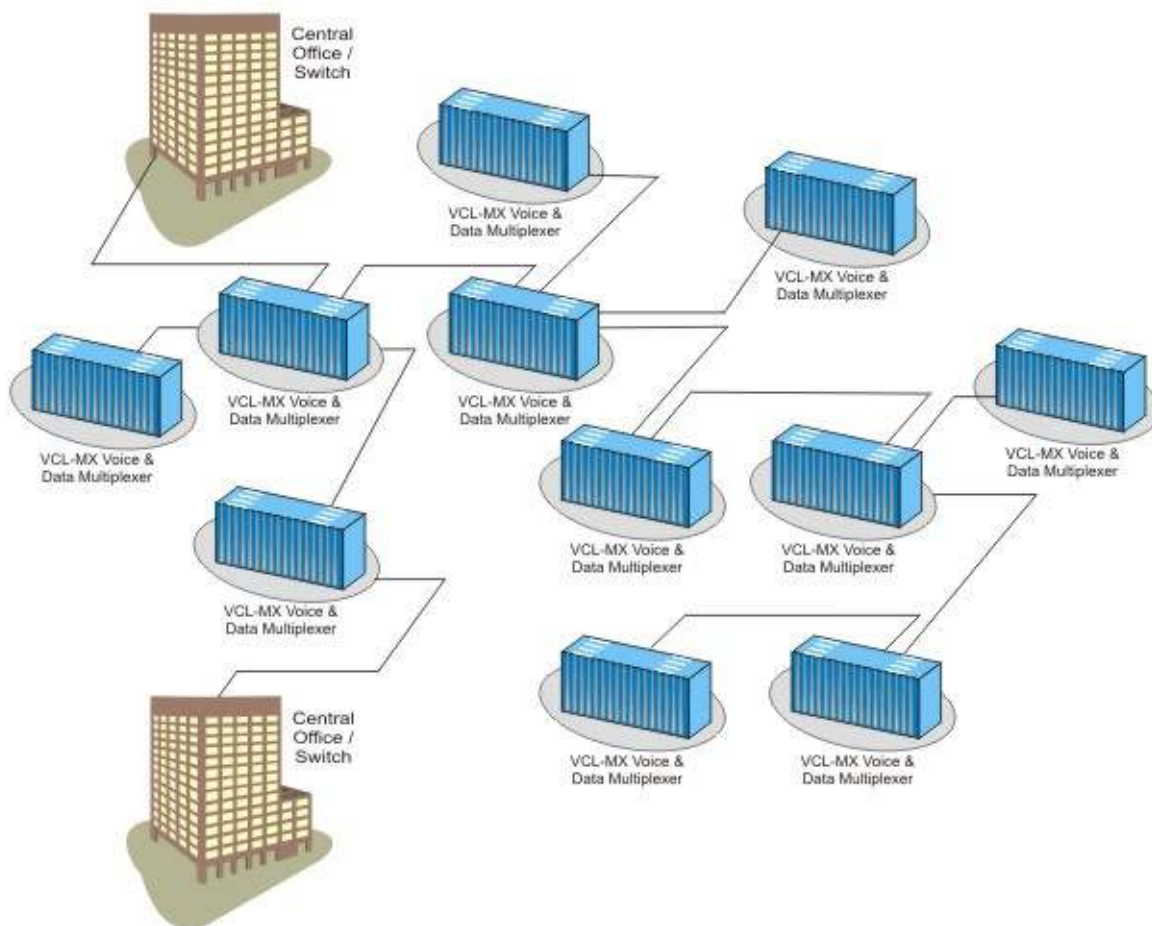 Central
Office /
Switch
VCL-MX Voice &
Data Multiplexer
VCL-MX Voice &
Data Multiplexer
VCL-MX Voice &
Data Multiplexer
VCL-MX Voice &
Data Multiplexer
VCL-MX Voice &
Data Multiplexer
VCL-MX Voice &
Data Multiplexer
VCL-MX Voice &
Data Multiplexer
VCL-MX Voice &
Data Multiplexer
VCL-MX Voice &
Data Multiplexer
Central
Office /
Switch
VCL-MX Voice &
Data Multiplexer
VCL-MX Voice &
Data Multiplexer